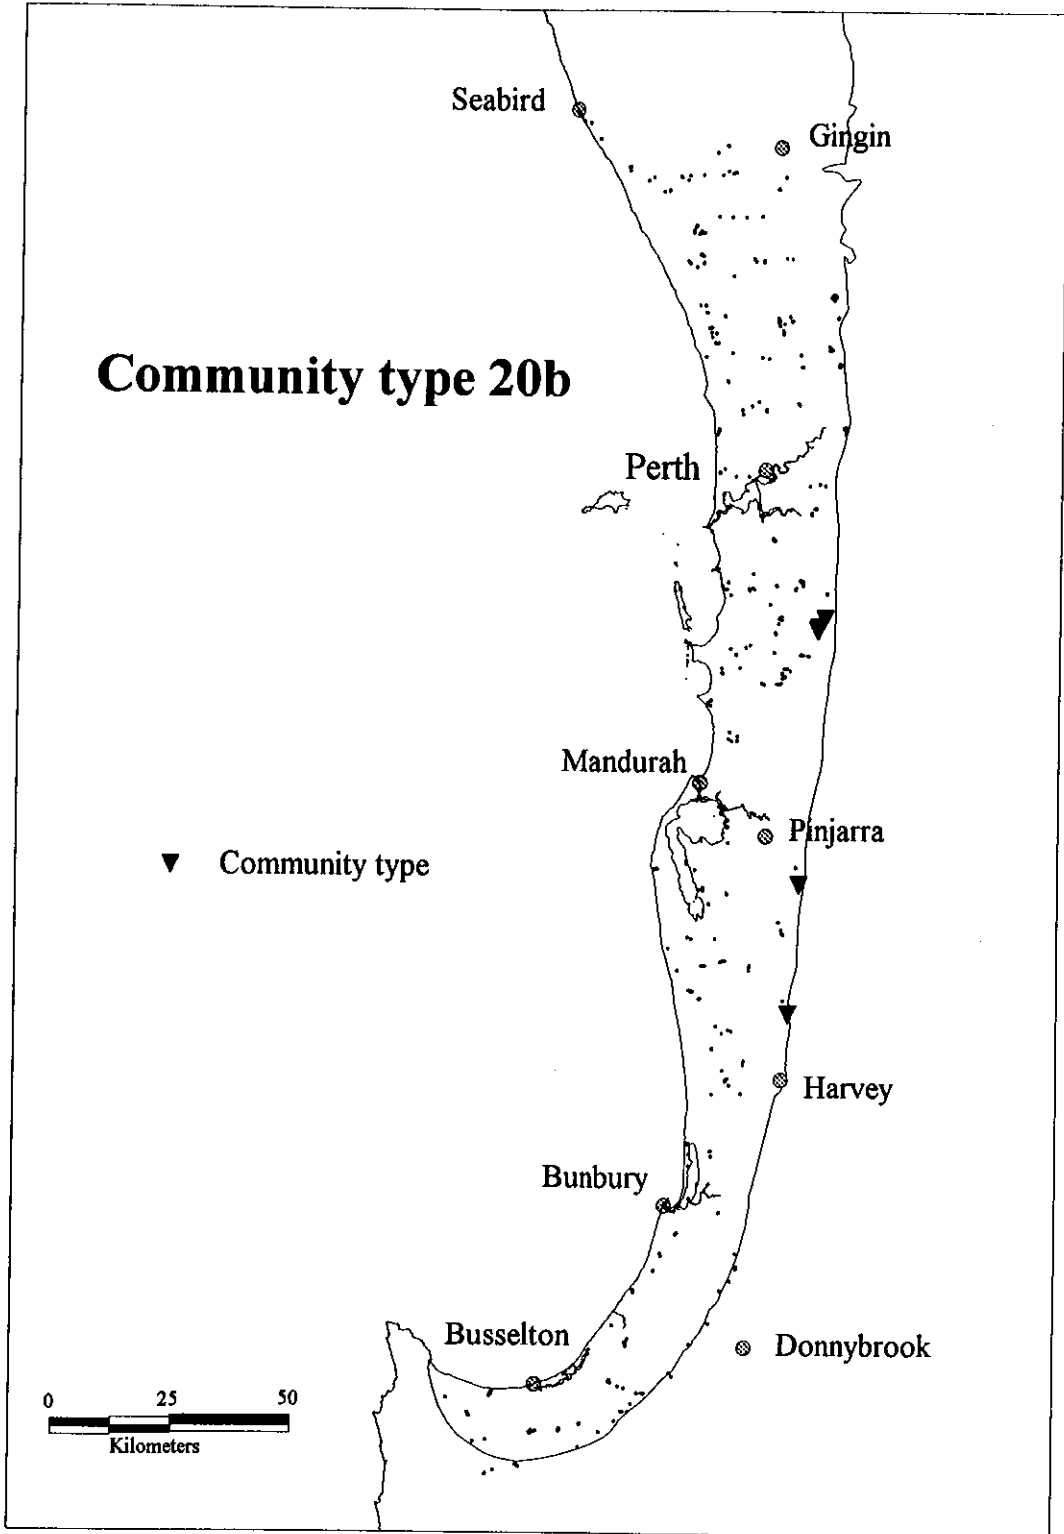 Seabird
Gingin
Community type 20b
Perth
Mandurah
Pinjarra
Community type
Harvey
Bunbury
Busselton
Donnybrook
0 25 50
Kilometers